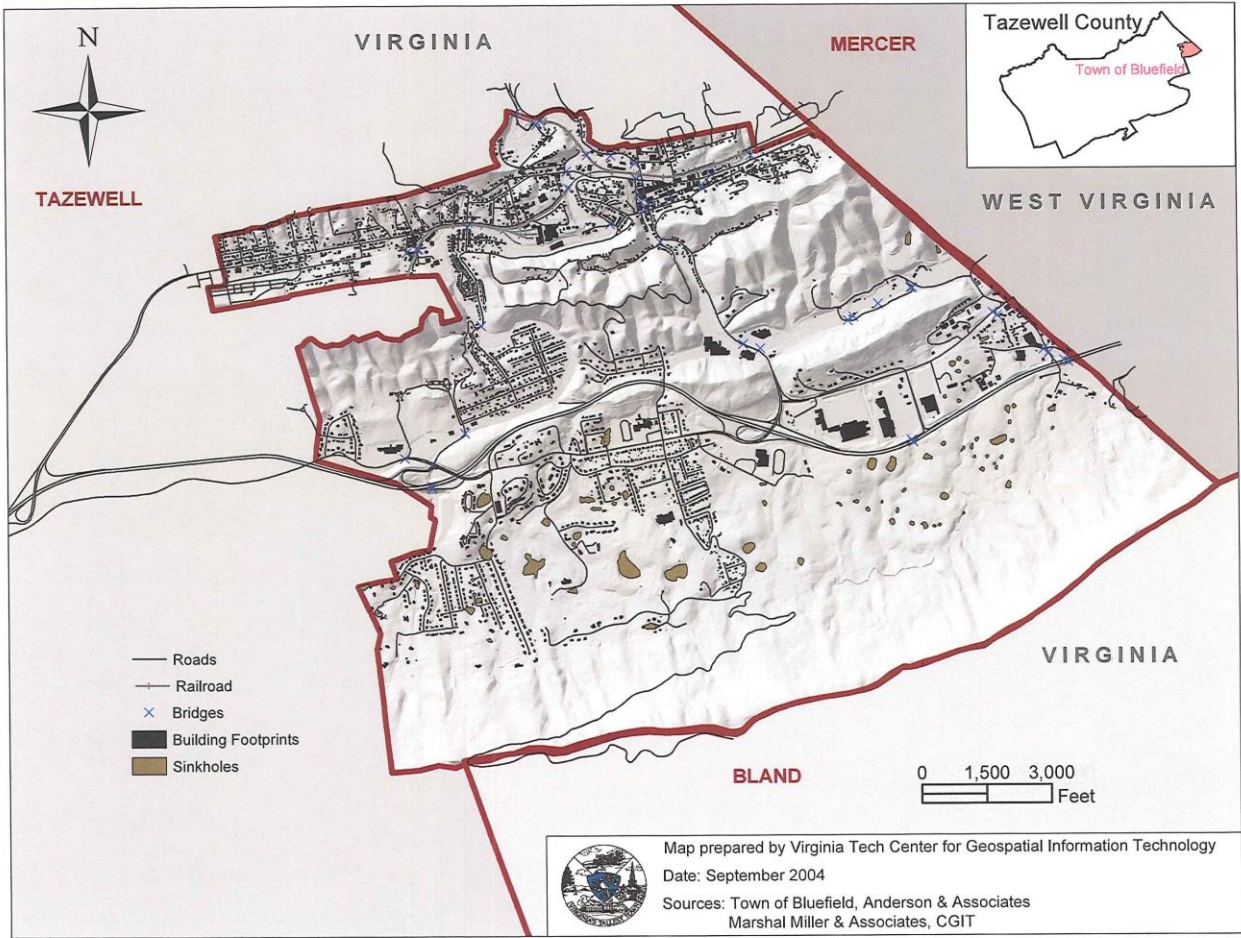 N
VIRGINIA
MERCER
Tazewell County
Town of Bluefield
TAZEWELL
WEST VIRGINIA
Roads
Railroad
Bridges
Building Footprints
Sinkholes
VIRGINIA
BLAND
0 1,500 3,000
Feet
Map prepared by Virginia Tech Center for Geospatial Information Technology
Date: September 2004
Sources: Town of Bluefield, Anderson & Associates
Marshal Miller & Associates, CGIT